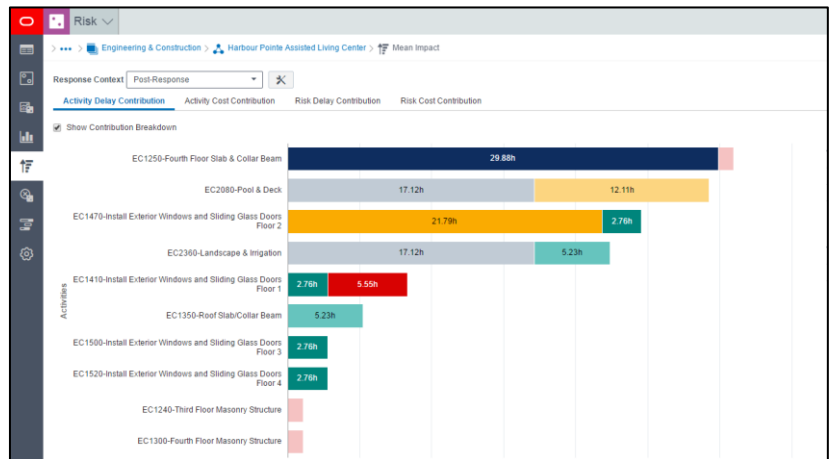 Risk
> ••• > Engineering & Construction > Harbour Pointe Assisted Living Center > Mean Impact
Response Context Post-Response
Activity Delay Contribution Activity Cost Contribution Risk Delay Contribution Risk Cost Contribution
Show Contribution Breakdown
Activities
EC1250-Fourth Floor Slab & Collar Beam 29.88h
EC2080-Pool & Deck 17.12h 12.11h
EC1470-Install Exterior Windows and Sliding Glass Doors
Floor 2 21.79h 2.76h
EC2360-Landscape & Irrigation 17.12h 5.23h
EC1410-Install Exterior Windows and Sliding Glass Doors
Floor 1 2.76h 5.55h
EC1350-Roof Slab/Collar Beam 5.23h
EC1500-Install Exterior Windows and Sliding Glass Doors
Floor 3 2.76h
EC1520-Install Exterior Windows and Sliding Glass Doors
Floor 4 2.76h
EC1240-Third Floor Masonry Structure
EC1300-Fourth Floor Masonry Structure